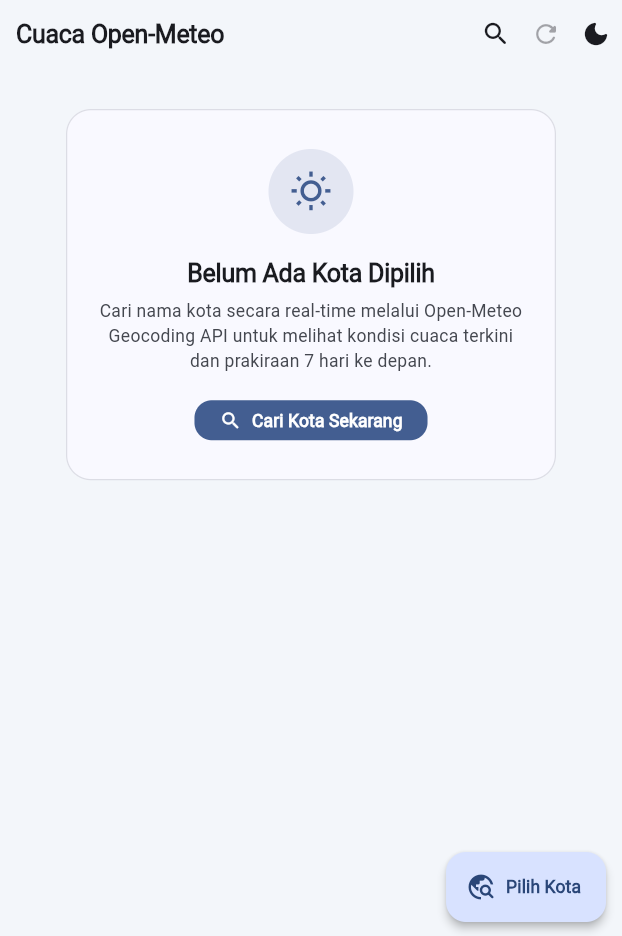 Cuaca Open-Meteo
Belum Ada Kota Dipilih
Cari nama kota secara real-time melalui Open-Meteo
Geocoding API untuk melihat kondisi cuaca terkini
dan prakiraan 7 hari ke depan.
Cari Kota Sekarang
Pilih Kota